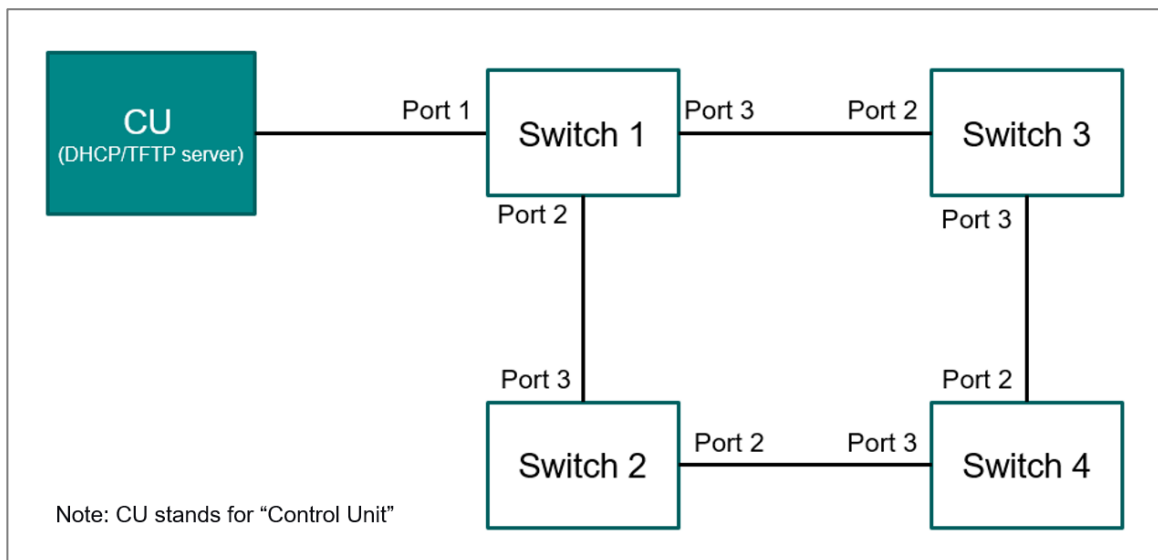 CU
(DHCP/TFTP server)
Port 1
Switch 1
Port 3
Port 2
Switch 3
Port 2
Port 3
Port 3
Port 2
Switch 2
Port 2
Port 3
Switch 4
Note: CU stands for “Control Unit”